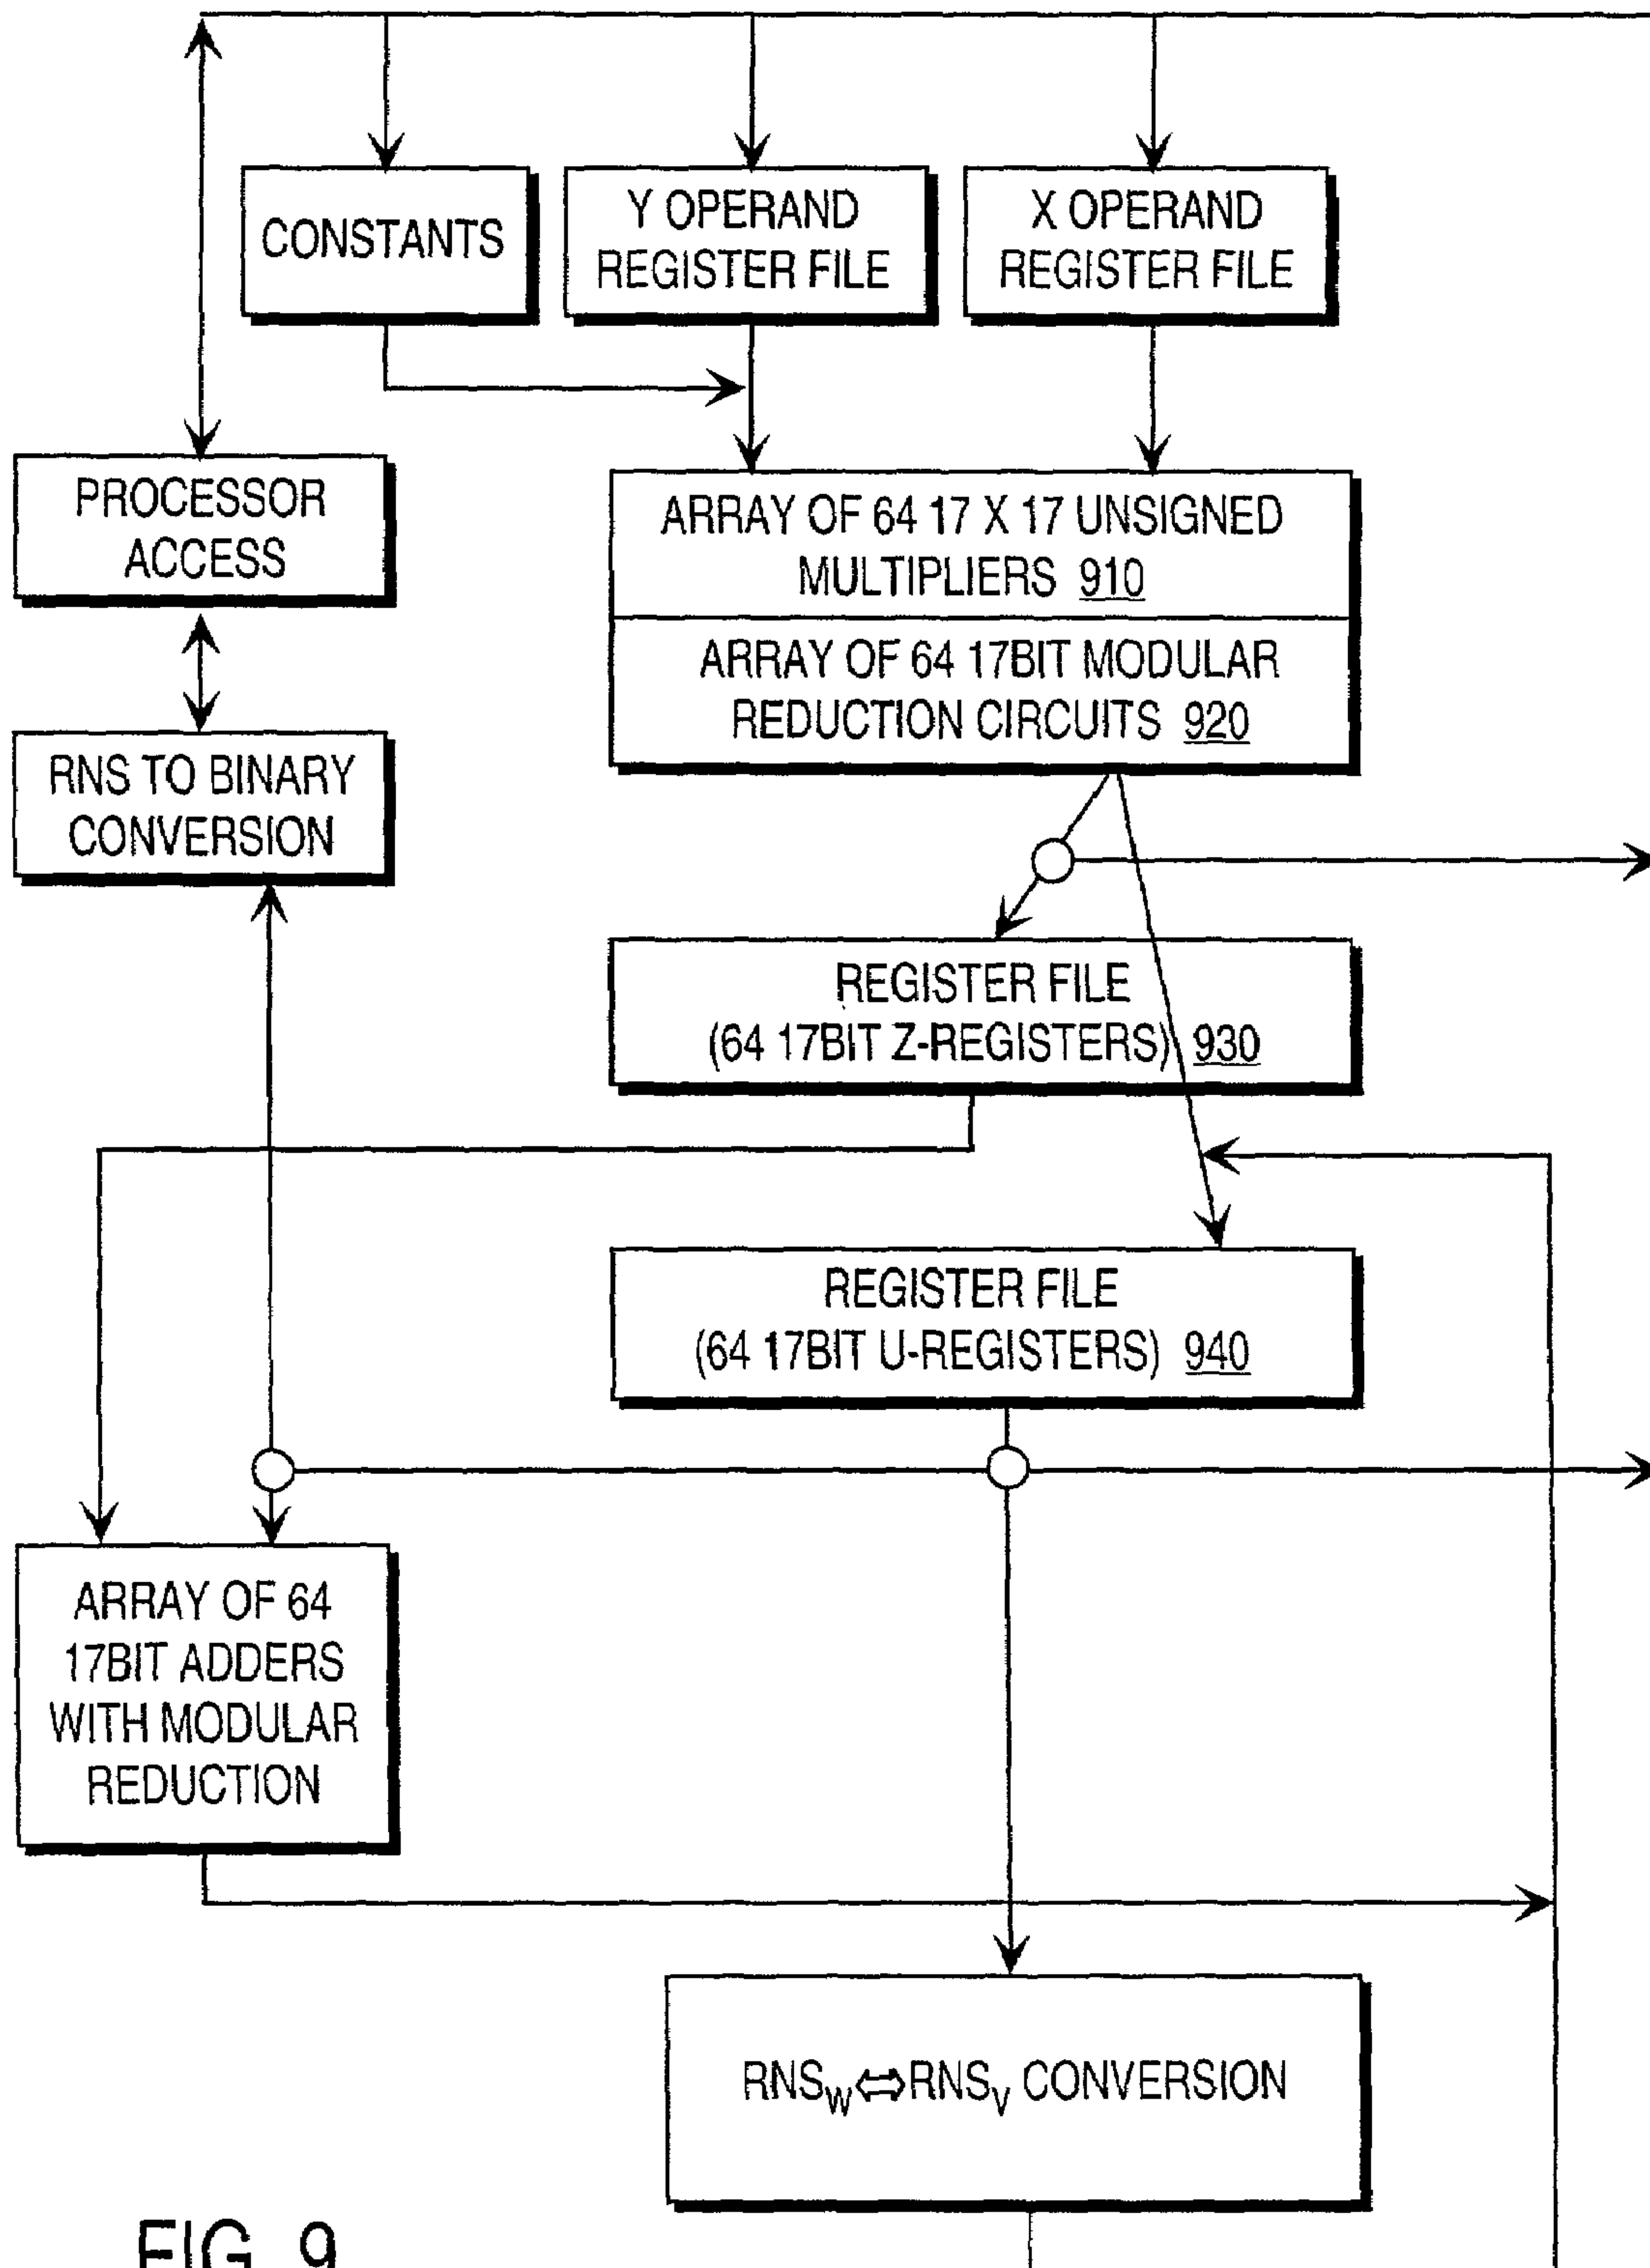 CONSTANTS
Y OPERAND
REGISTER FILE
X OPERAND
REGISTER FILE
PROCESSOR
ACCESS
ARRAY OF 64 17 X 17 UNSIGNED
MULTIPLIERS 910
ARRAY OF 64 17BIT MODULAR
REDUCTION CIRCUITS 920
RNS TO BINARY
CONVERSION
REGISTER FILE
(64 17BIT Z-REGISTERS) 930
REGISTER FILE
(64 17BIT U-REGISTERS) 940
ARRAY OF 64
17BIT ADDERS
WITH MODULAR
REDUCTION
RNSW⇔RNSV CONVERSION
FIG. 9